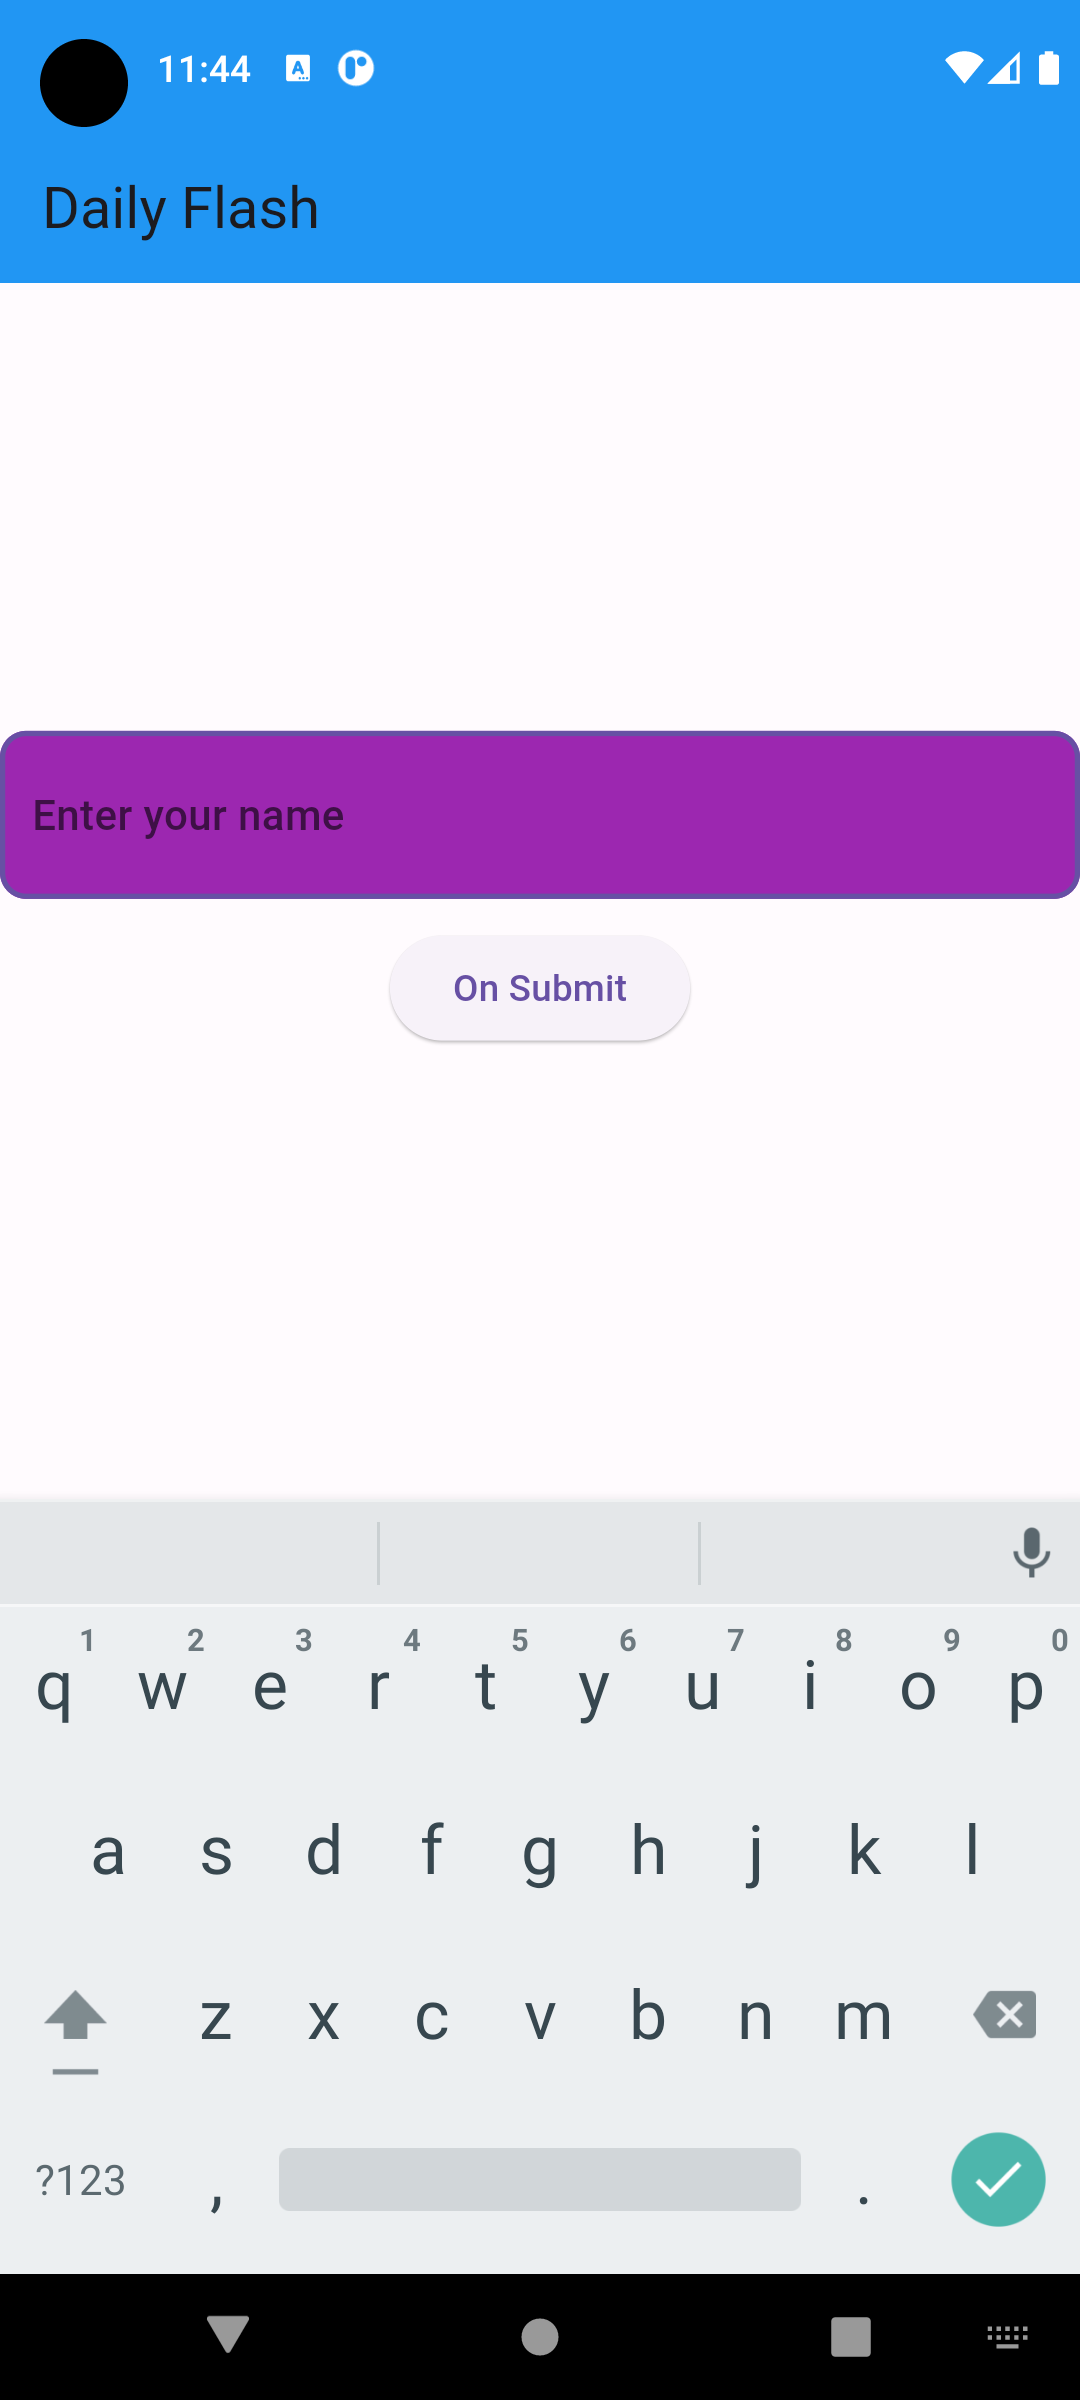 11:44
Daily Flash
Enter your name
On Submit
1 2 3 4 5 6 7 8 9 0
q w e r t y u i o p
a s d f g h j k l
z x c v b n m
?123 , .